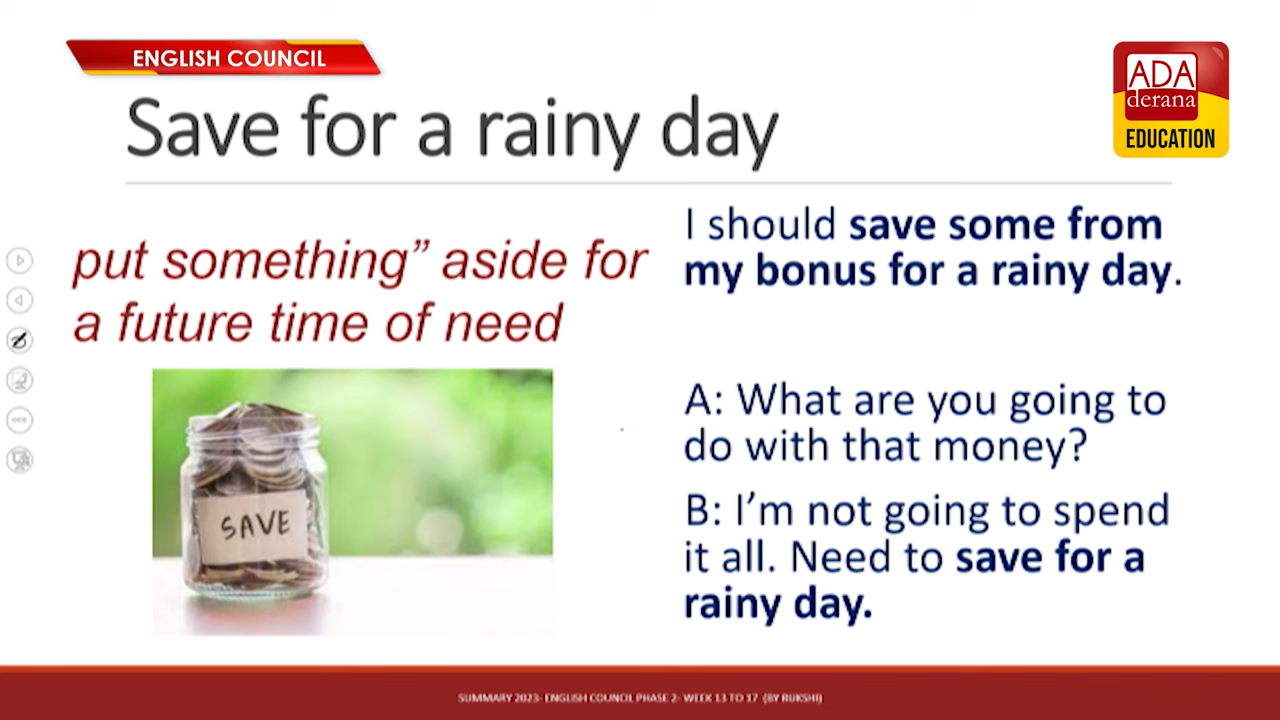 ENGLISH COUNCIL
ADA
derana
EDUCATION
Save for a rainy day
put something” aside for
a future time of need
SAVE
I should save some from
my bonus for a rainy day.
A: What are you going to
do with that money?
B: I’m not going to spend
it all. Need to save for a
rainy day.
SUMMARY 2023- ENGLISH COUNCIL PHASE 2- WEEK 13 TO 17 (BY RUKSHI)